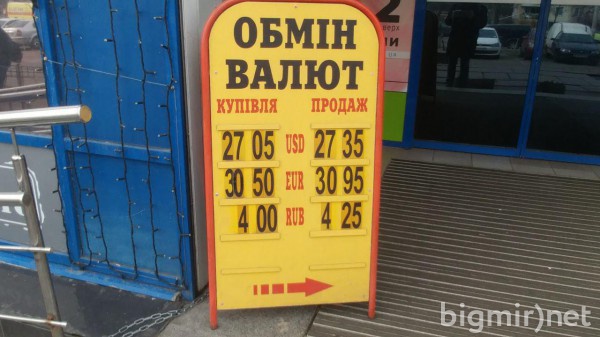 ОБМІН
ВАЛЮТ
КУПІВЛЯ ПРОДАЖ
27 05 USD 27 35
30 50 EUR 30 95
4 00 RUB 4 25
2
bigmir)net